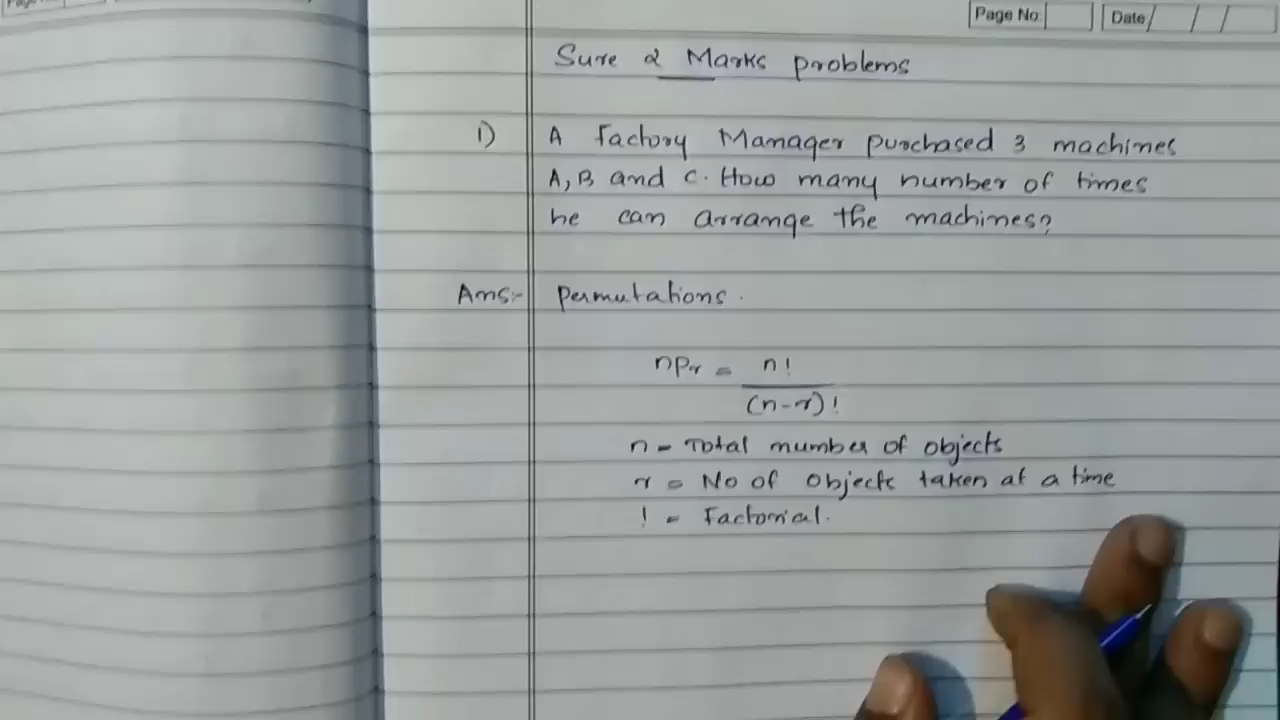 Page No Date / / /
Sure 2 Marks problems
1) A Factory Manager purchased 3 machines
A, B and C. How many number of times
he can arrange the machines?
Ans:- Permutations.
nPr = n!
(n-r)!
n = Total number of objects
r = No of objects taken at a time
! = Factorial.